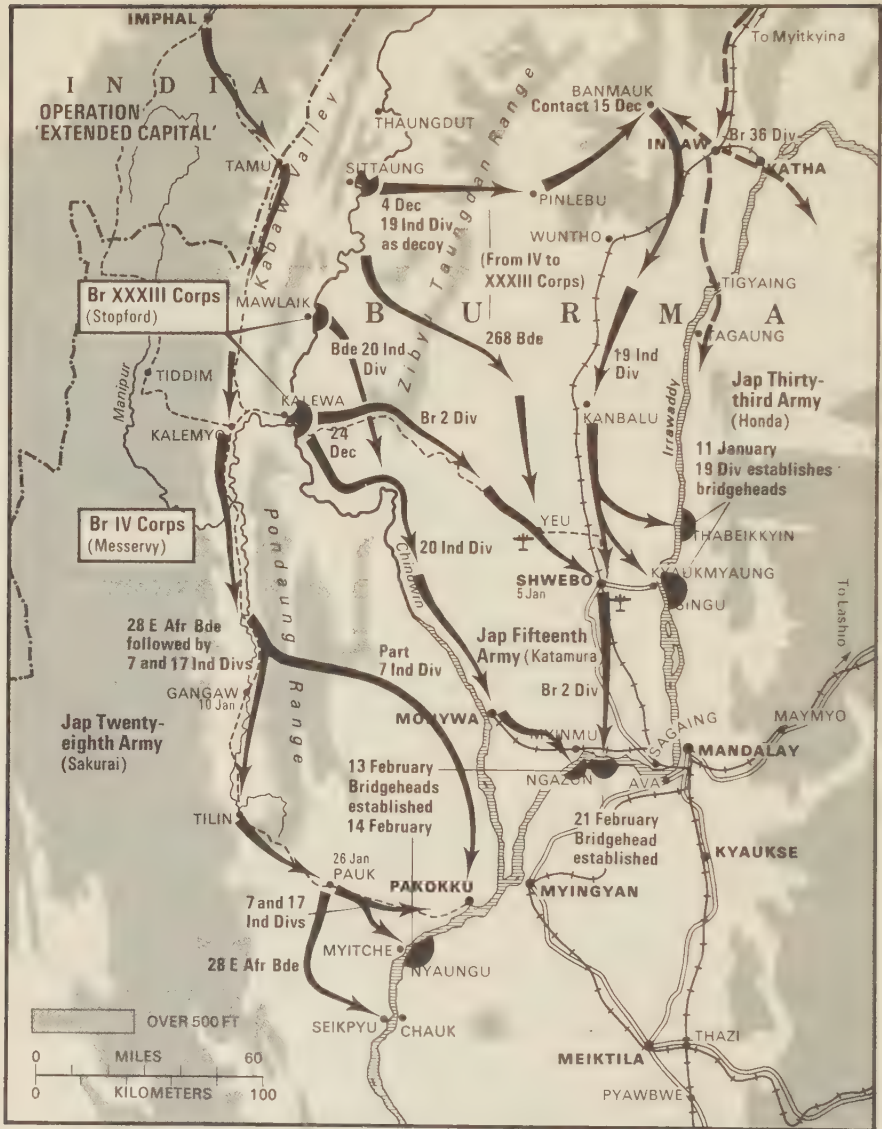 IMPHAL
To Myitkyina
INDIA
OPERATION
'EXTENDED CAPITAL'
BANMAUK
Contact 15 Dec
THAUNGDUT
Br 36 Div
INDAW
KATHA
TAMU
Kabaw Valley
SITTAUNG
4 Dec
19 Ind Div
as decoy
PINLEBU
Zibyu Taungdan Range
WUNTHO
(From IV to
XXXIII Corps)
TIGYAING
Br XXXIII Corps
(Stopford)
MAWLAIK
BURMA
TAGAUNG
Bde 20 Ind
Div
268 Bde
19 Ind
Div
Manipur
TIDDIM
Irrawaddy
Jap Thirty-
third Army
(Honda)
KALEWA
Br 2 Div
KANBALU
KALEMYO
24
Dec
11 January
19 Div establishes
bridgeheads
Br IV Corps
(Messervy)
YEU
THABEIKKYIN
Pondaung Range
20 Ind Div
Chindwin
SHWEBO
5 Jan
KYAUKMYAUNG
SINGU
To Lashio
28 E Afr Bde
followed by
7 and 17 Ind Divs
Part
7 Ind Div
Jap Fifteenth
Army (Katamura
Br 2 Div
GANGAW
10 Jan
Jap Twenty-
eighth Army
(Sakurai)
MONYWA
MYINMU
SAGAING
MAYMYO
MANDALAY
13 February
Bridgeheads
established
14 February
NGAZUN
AVA
TILIN
21 February
Bridgehead
established
KYAUKSE
26 Jan
PAUK
PAKOKKU
MYINGYAN
7 and 17
Ind Divs
MYITCHE
NYAUNGU
28 E Afr Bde
OVER 500 FT
SEIKPYU
CHAUK
THAZI
MEIKTILA
0 MILES 60
0 KILOMETERS 100
PYAWBWE